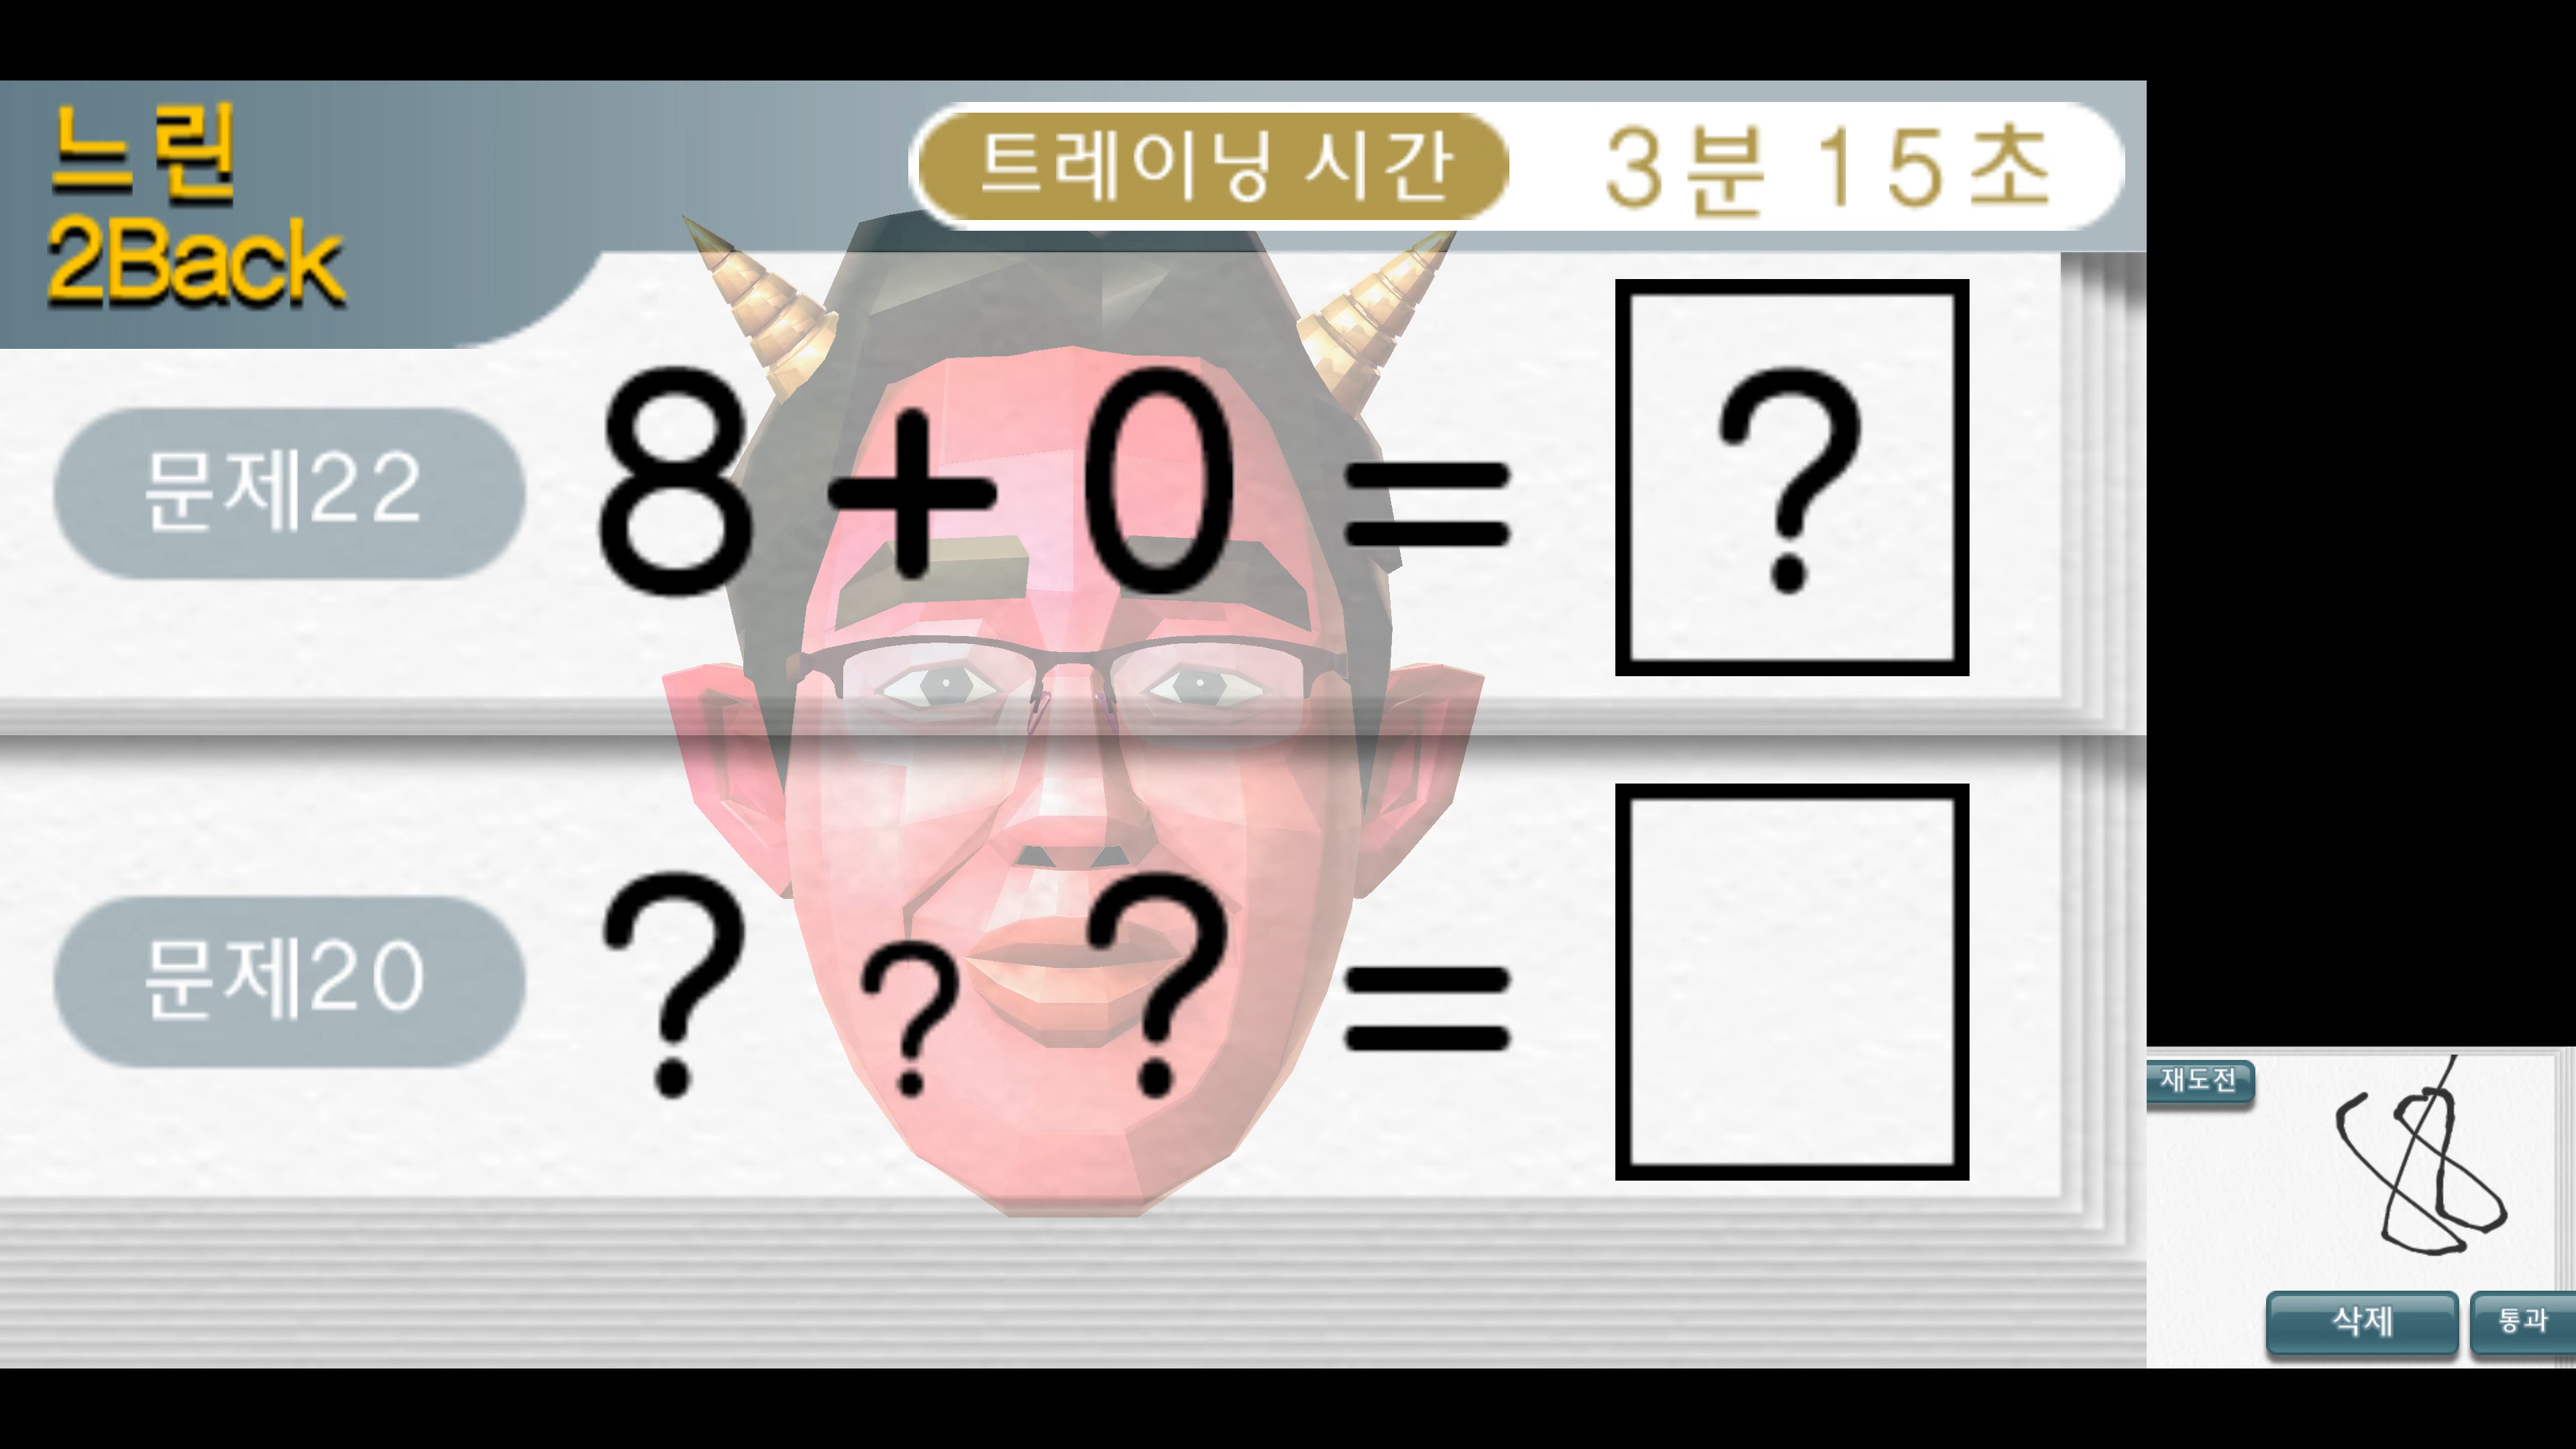 느린
2Back
트레이닝 시간 3분 15초
문제22 8 + 0 = ?
문제20 ? ? ? =
재도전
8
삭제 통과